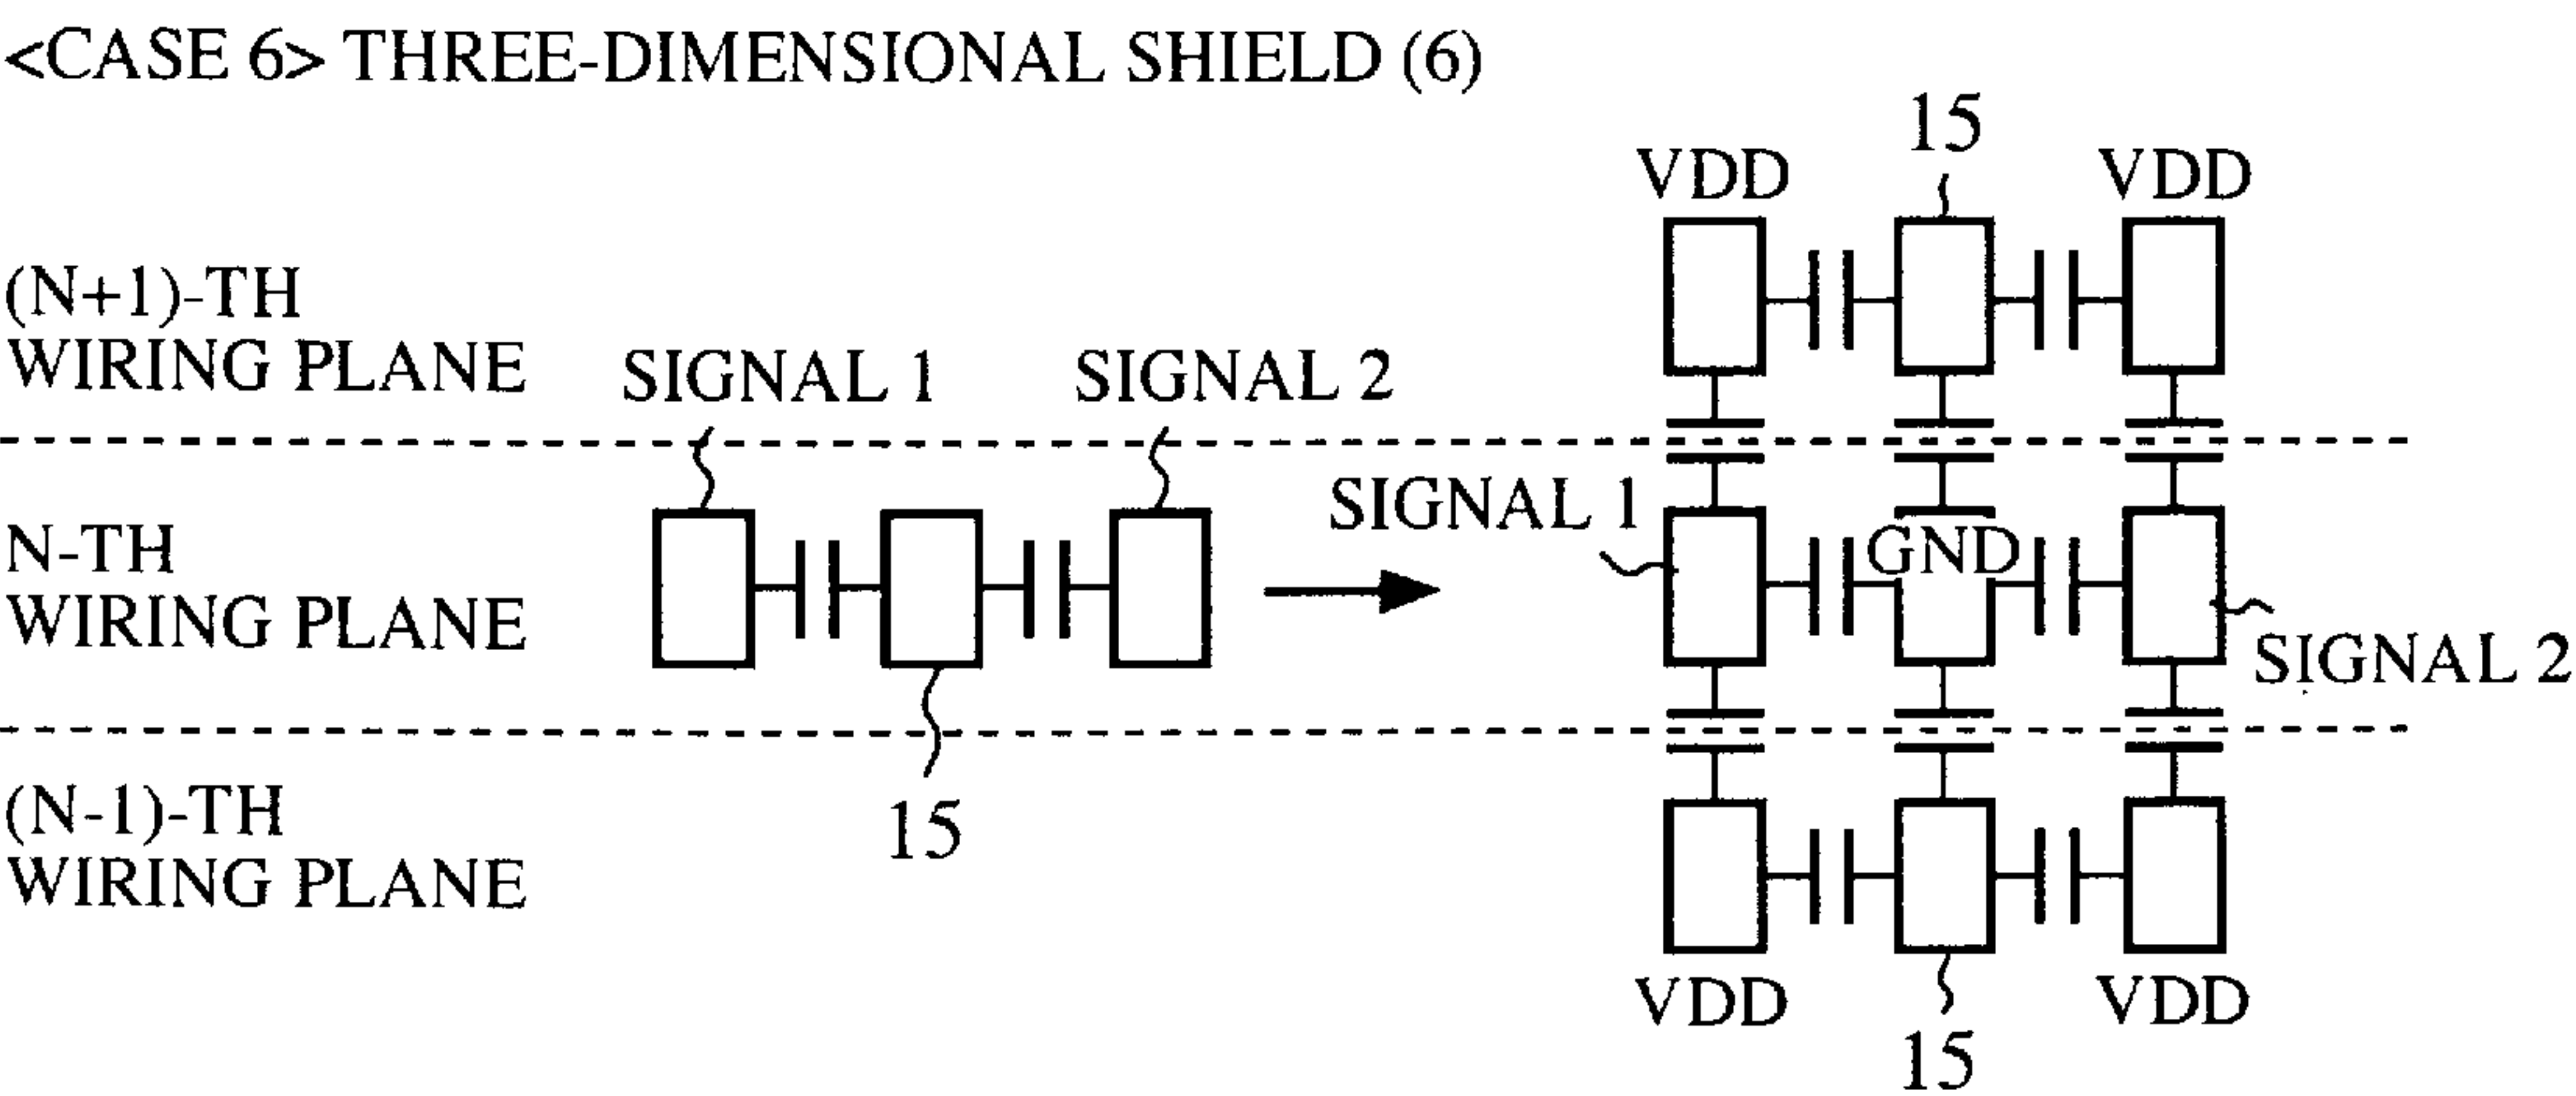 <CASE 6> THREE-DIMENSIONAL SHIELD (6)
15
VDD
VDD
(N+1)-TH
WIRING PLANE
SIGNAL 1
SIGNAL 2
SIGNAL 1
N-TH
WIRING PLANE
GND
SIGNAL 2
(N-1)-TH
WIRING PLANE
15
VDD
VDD
15